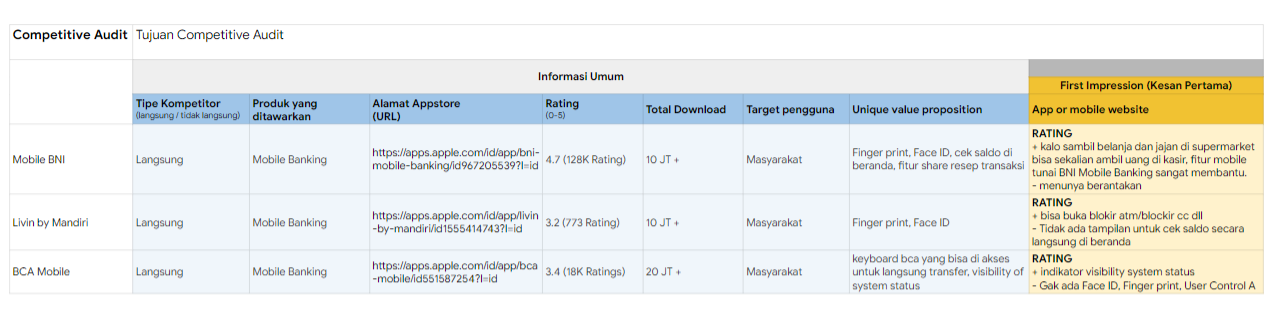 Competitive Audit Tujuan Competitive Audit
Informasi Umum
First Impression (Kesan Pertama)
Tipe Kompetitor
(langsung / tidak langsung)
Produk yang
ditawarkan
Alamat Appstore
(URL)
Rating
(0-5)
Total Download
Target pengguna
Unique value proposition
App or mobile website
Mobile BNI
Langsung
Mobile Banking
https://apps.apple.com/id/app/bni-
mobile-banking/id967205539?l=id
4.7 (128K Rating)
10 JT +
Masyarakat
Finger print, Face ID, cek saldo di
beranda, fitur share resep transaksi
RATING
+ kalo sambil belanja dan jajan di supermarket
bisa sekalian ambil uang di kasir, fitur mobile
tunai BNI Mobile Banking sangat membantu.
- menunya berantakan
Livin by Mandiri
Langsung
Mobile Banking
https://apps.apple.com/id/app/livin
-by-mandiri/id1555414743?l=id
3.2 (773 Rating)
10 JT +
Masyarakat
Finger print, Face ID
RATING
+ bisa buka blokir atm/blockir cc dll
- Tidak ada tampilan untuk cek saldo secara
langsung di beranda
BCA Mobile
Langsung
Mobile Banking
https://apps.apple.com/id/app/bca
-mobile/id551587254?l=id
3.4 (18K Ratings)
20 JT +
Masyarakat
keyboard bca yang bisa di akses
untuk langsung transfer, visibility of
system status
RATING
+ indikator visibility system status
- Gak ada Face ID, Finger print, User Control A